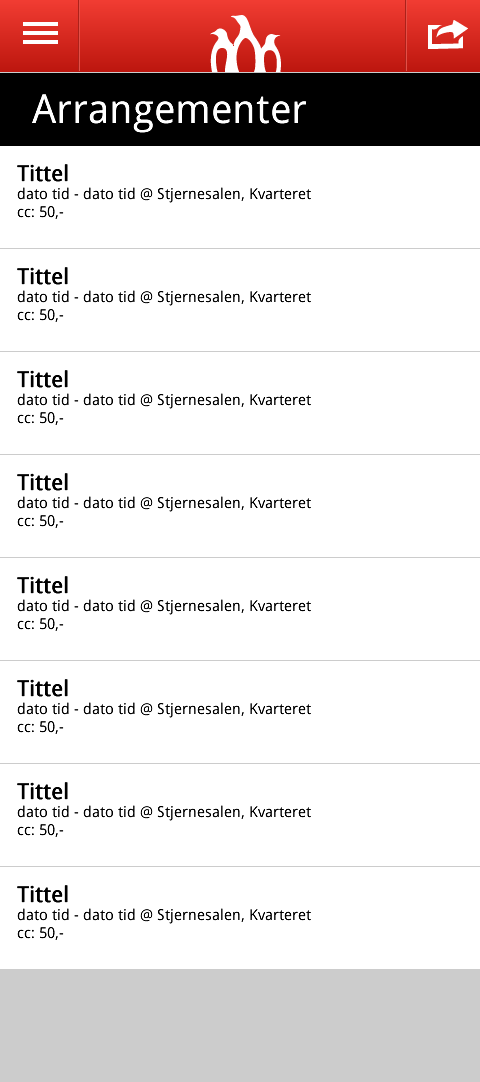 Arrangementer
Tittel
dato tid - dato tid @ Stjernesalen, Kvarteret
cc: 50,-
Tittel
dato tid - dato tid @ Stjernesalen, Kvarteret
cc: 50,-
Tittel
dato tid - dato tid @ Stjernesalen, Kvarteret
cc: 50,-
Tittel
dato tid - dato tid @ Stjernesalen, Kvarteret
cc: 50,-
Tittel
dato tid - dato tid @ Stjernesalen, Kvarteret
cc: 50,-
Tittel
dato tid - dato tid @ Stjernesalen, Kvarteret
cc: 50,-
Tittel
dato tid - dato tid @ Stjernesalen, Kvarteret
cc: 50,-
Tittel
dato tid - dato tid @ Stjernesalen, Kvarteret
cc: 50,-